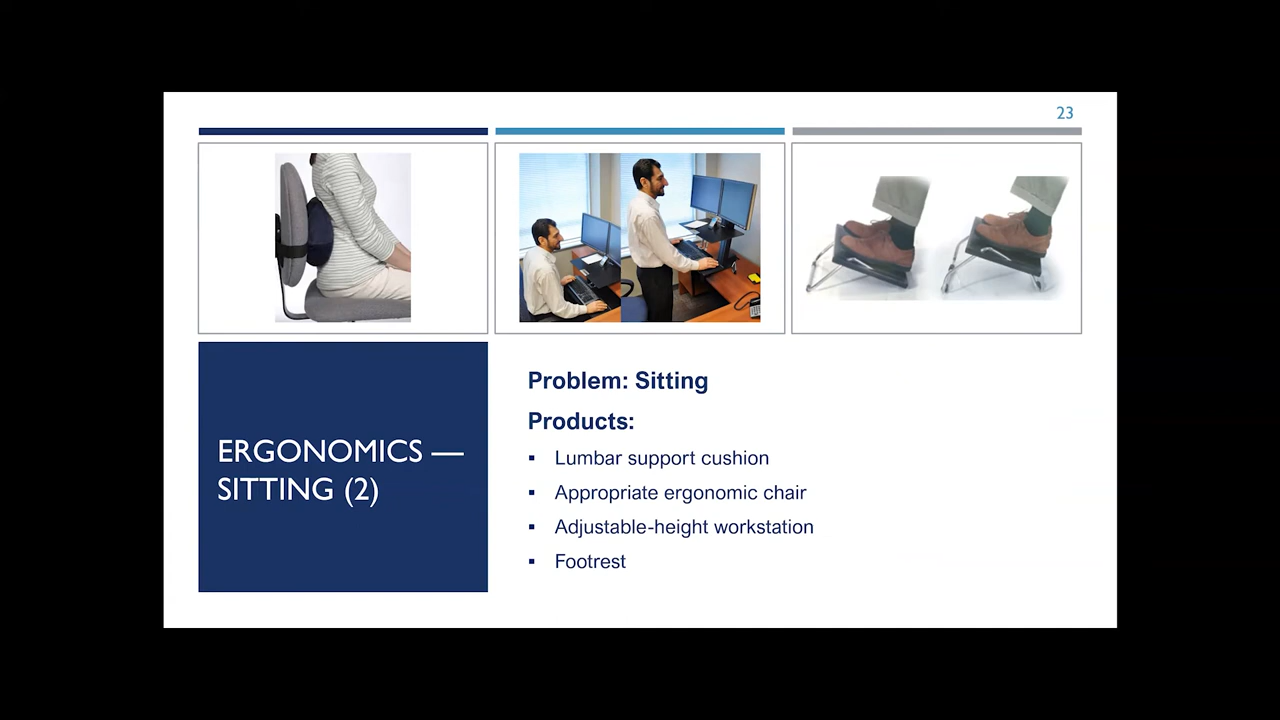 23
ERGONOMICS —
SITTING (2)
Problem: Sitting
Products:
▪ Lumbar support cushion
▪ Appropriate ergonomic chair
▪ Adjustable-height workstation
▪ Footrest